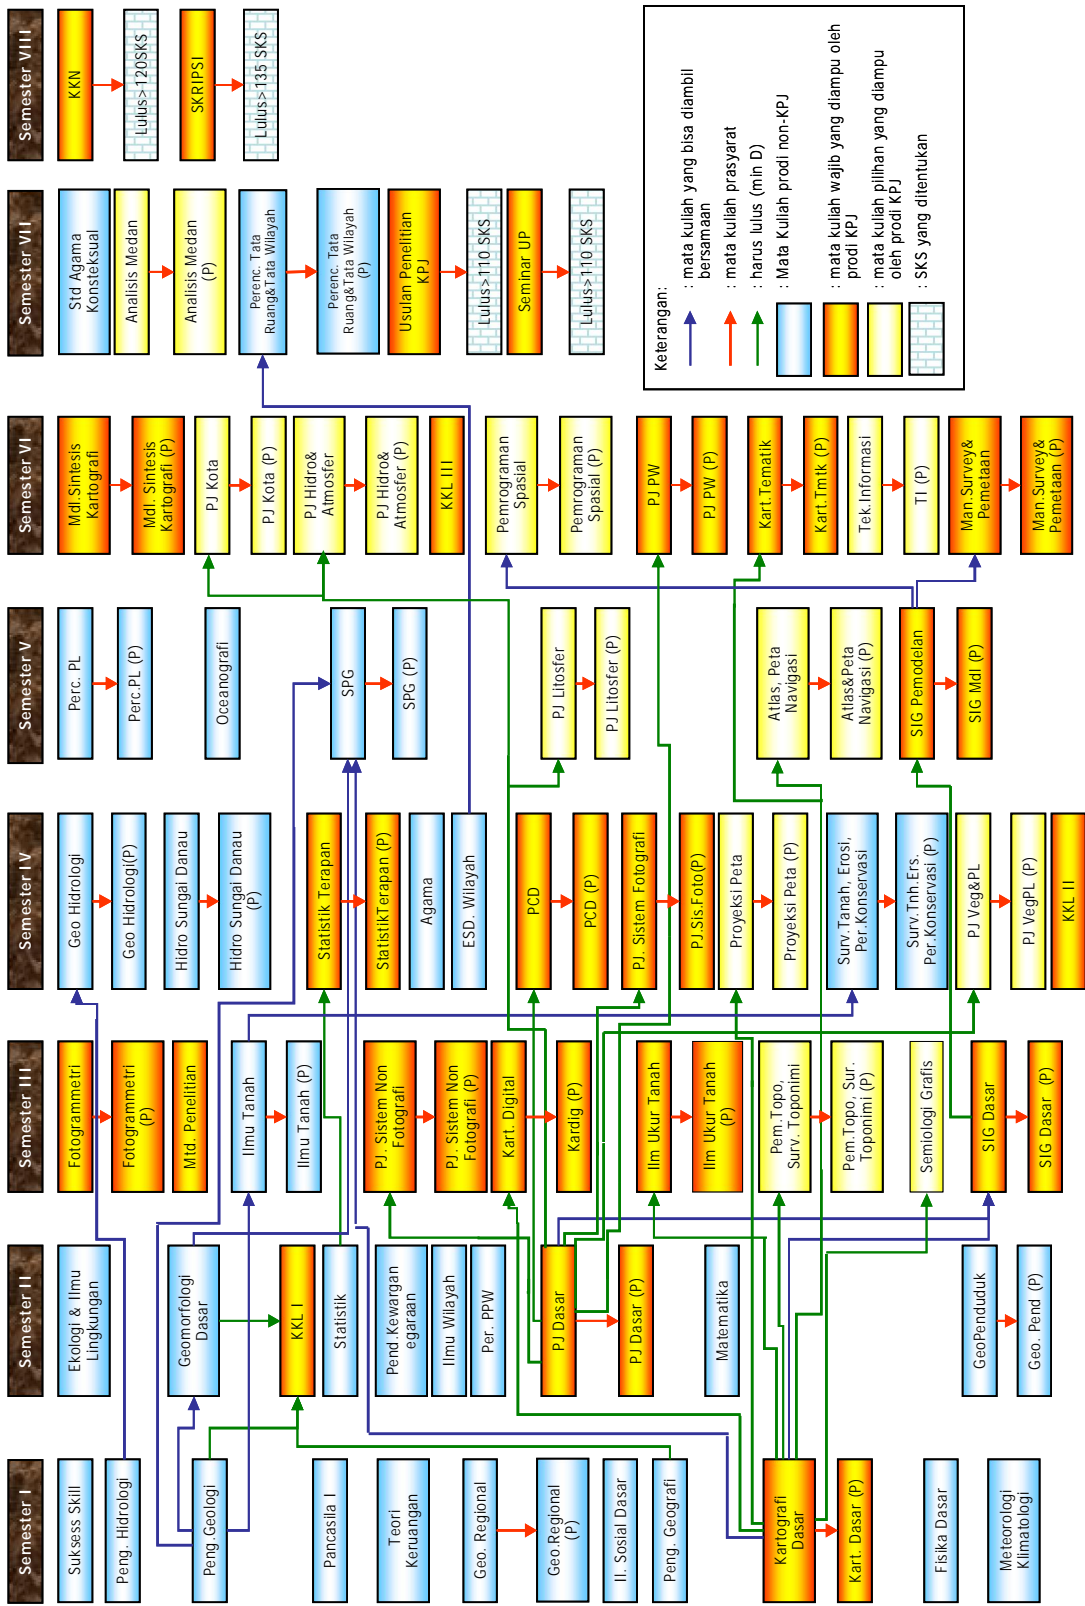 Semester I
Suksess Skill
Peng. Hidrologi
Peng.Geologi
Pancasila I
Teori
Keruangan
Geo. Regional
Geo.Regional
(P)
Il. Sosial Dasar
Peng. Geografi
Kartografi
Dasar
Kart. Dasar (P)
Fisika Dasar
Meteorologi
Klimatologi
Semester II
Ekologi & Ilmu
Lingkungan
Geomorfologi
Dasar
KKL I
Statistik
Pend.Kewargan
egaraan
Ilmu Wilayah
Per. PPW
PJ Dasar
PJ Dasar (P)
Matematika
GeoPenduduk
Geo. Pend (P)
Semester III
Fotogrammetri
Fotogrammetri
(P)
Mtd. Penelitian
Ilmu Tanah
Ilmu Tanah (P)
PJ. Sistem Non
Fotografi
PJ. Sistem Non
Fotografi (P)
Kart. Digital
Kardig (P)
Ilm Ukur Tanah
Ilm Ukur Tanah
(P)
Pem.Topo,
Surv. Toponimi
Pem.Topo, Sur.
Toponimi (P)
Semiologi Grafis
SIG Dasar
SIG Dasar (P)
Semester IV
Geo Hidrologi
Geo Hidrologi(P)
Hidro Sungai Danau
Hidro Sungai Danau
(P)
Statistik Terapan
StatistikTerapan (P)
Agama
ESD. Wilayah
PCD
PCD (P)
PJ. Sistem Fotografi
PJ.Sis.Foto(P)
Proyeksi Peta
Proyeksi Peta (P)
Surv.Tanah, Erosi,
Per.Konservasi
Surv.Tnh.Ers.
Per.Konservasi (P)
PJ Veg&PL
PJ VegPL (P)
KKL II
Semester V
Perc. PL
Perc.PL (P)
Oceanografi
SPG
SPG (P)
PJ Litosfer
PJ Litosfer (P)
Atlas, Peta
Navigasi
Atlas&Peta
Navigasi (P)
SIG Pemodelan
SIG Mdl (P)
Semester VI
Mdl.Sintesis
Kartografi
Mdl. Sintesis
Kartografi (P)
PJ Kota
PJ Kota (P)
PJ Hidro&
Atmosfer
PJ Hidro&
Atmosfer (P)
KKL III
Pemrograman
Spasial
Pemrograman
Spasial (P)
PJ PW
PJ PW (P)
Kart.Tematik
Kart.Tmtk (P)
Tek.Informasi
TI (P)
Man.Survey&
Pemetaan
Man.Survey&
Pemetaan (P)
Semester VII
Std Agama
Konsteksual
Analisis Medan
Analisis Medan
(P)
Perenc. Tata
Ruang&Tata Wilayah
Perenc. Tata
Ruang&Tata Wilayah
(P)
Usulan Penelitian
KPJ
Lulus>110 SKS
Seminar UP
Lulus>110 SKS
Semester VIII
KKN
Lulus>120SKS
SKRIPSI
Lulus>135 SKS
Keterangan:
: mata kuliah yang bisa diambil
bersamaan
: mata kuliah prasyarat
: harus lulus (min D)
: Mata Kuliah prodi non-KPJ
: mata kuliah wajib yang diampu oleh
prodi KPJ
: mata kuliah pilihan yang diampu
oleh prodi KPJ
: SKS yang ditentukan